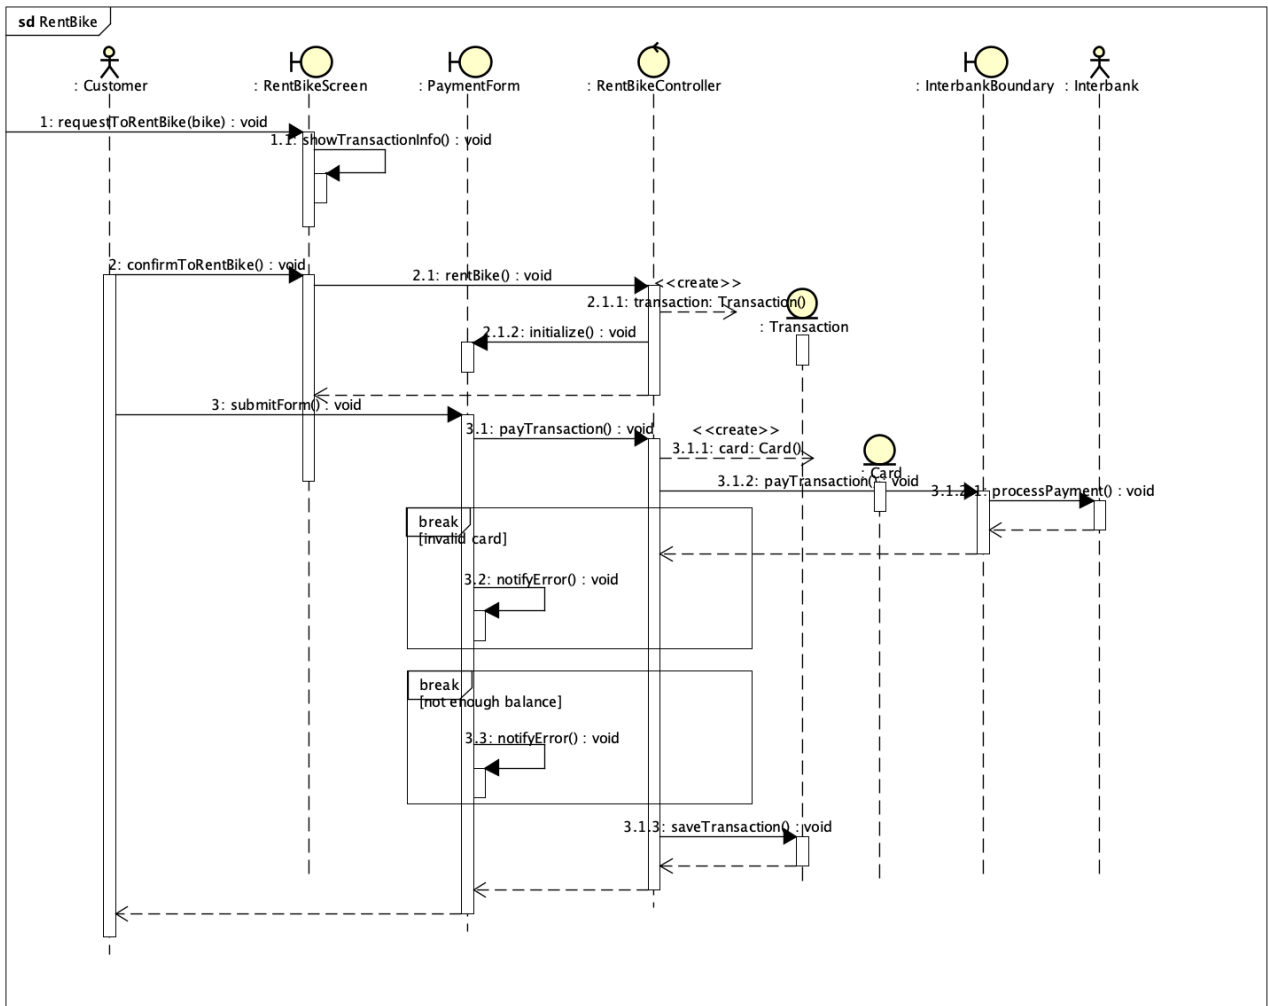 sd RentBike
: Customer
: RentBikeScreen
: PaymentForm
: RentBikeController
: InterbankBoundary
: Interbank
1: requestToRentBike(bike) : void
1.1: showTransactionInfo() : void
2: confirmToRentBike() : void
2.1: rentBike() : void
<<create>>
2.1.1: transaction: Transaction()
: Transaction
2.1.2: initialize() : void
3: submitForm() : void
3.1: payTransaction() : void
<<create>>
3.1.1: card: Card()
: Card
3.1.2: payTransaction() : void
3.1.2.1: processPayment() : void
break
[invalid card]
3.2: notifyError() : void
break
[not enough balance]
3.3: notifyError() : void
3.1.3: saveTransaction() : void